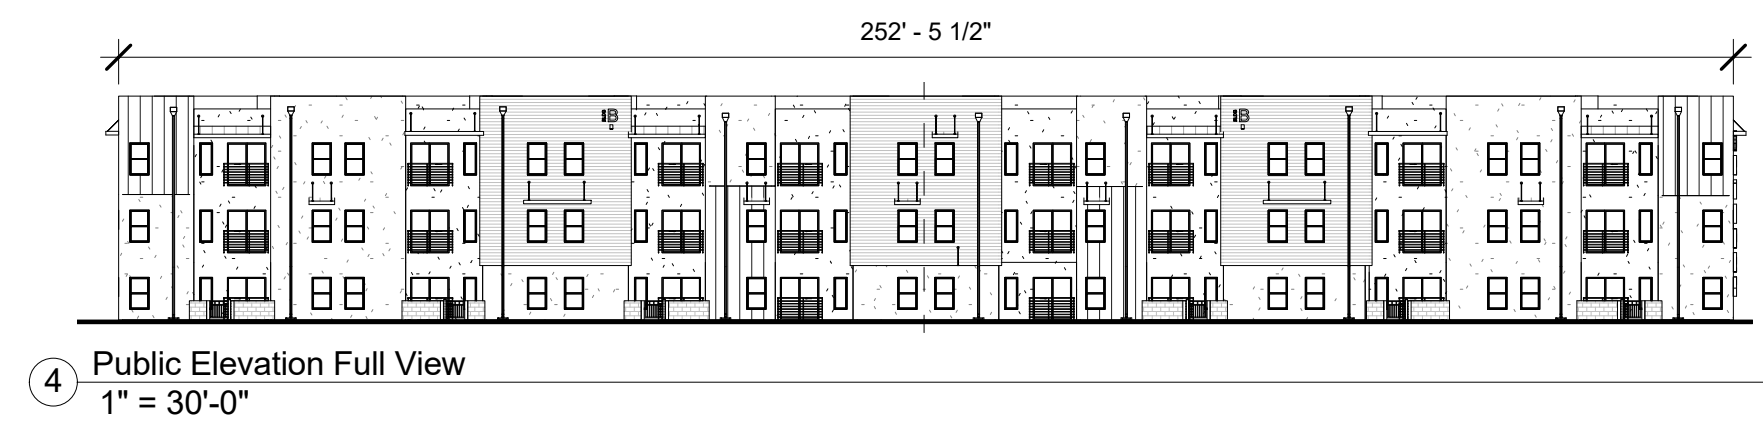 252' - 5 1/2"
B
B
4
Public Elevation Full View
1" = 30'-0"